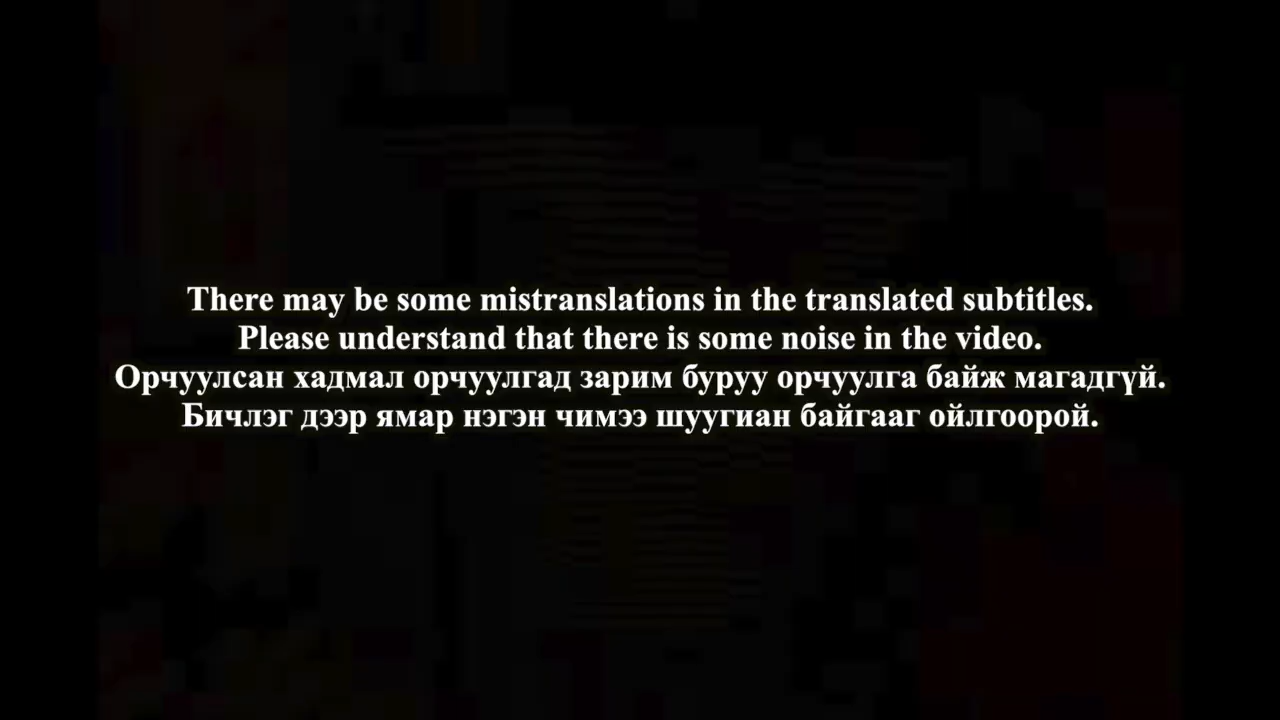 There may be some mistranslations in the translated subtitles.
Please understand that there is some noise in the video.
Орчуулсан хадмал орчуулгад зарим буруу орчуулга байж магадгүй.
Бичлэг дээр ямар нэгэн чимээ шуугиан байгааг ойлгоорой.